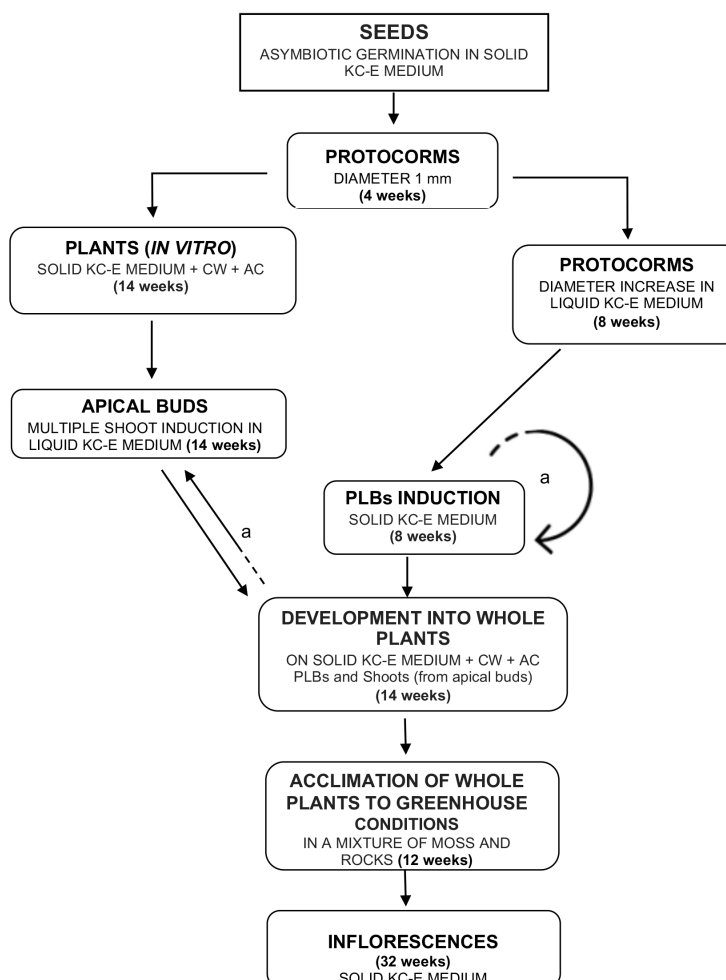 SEEDS
ASYMBIOTIC GERMINATION IN SOLID
KC-E MEDIUM
PROTOCORMS
DIAMETER 1 mm
(4 weeks)
PLANTS (IN VITRO)
SOLID KC-E MEDIUM + CW + AC
(14 weeks)
PROTOCORMS
DIAMETER INCREASE IN
LIQUID KC-E MEDIUM
(8 weeks)
APICAL BUDS
MULTIPLE SHOOT INDUCTION IN
LIQUID KC-E MEDIUM (14 weeks)
a
PLBs INDUCTION
SOLID KC-E MEDIUM
(8 weeks)
a
DEVELOPMENT INTO WHOLE
PLANTS
ON SOLID KC-E MEDIUM + CW + AC
PLBs and Shoots (from apical buds)
(14 weeks)
ACCLIMATION OF WHOLE
PLANTS TO GREENHOUSE
CONDITIONS
IN A MIXTURE OF MOSS AND
ROCKS (12 weeks)
INFLORESCENCES
(32 weeks)
SOLID KC-E MEDIUM